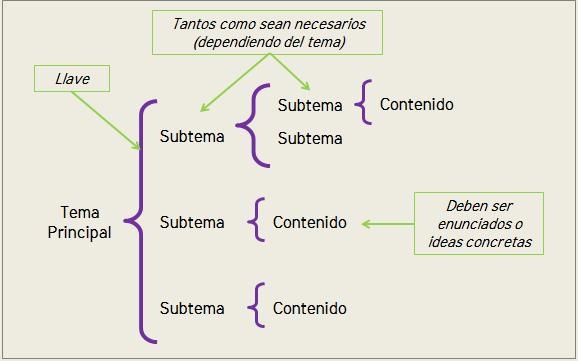 Tantos como sean necesarios
(dependiendo del tema)
Llave
Subtema
Contenido
Subtema
Subtema
Tema
Principal
Subtema
Contenido
Deben ser
enunciados o
ideas concretas
Subtema
Contenido